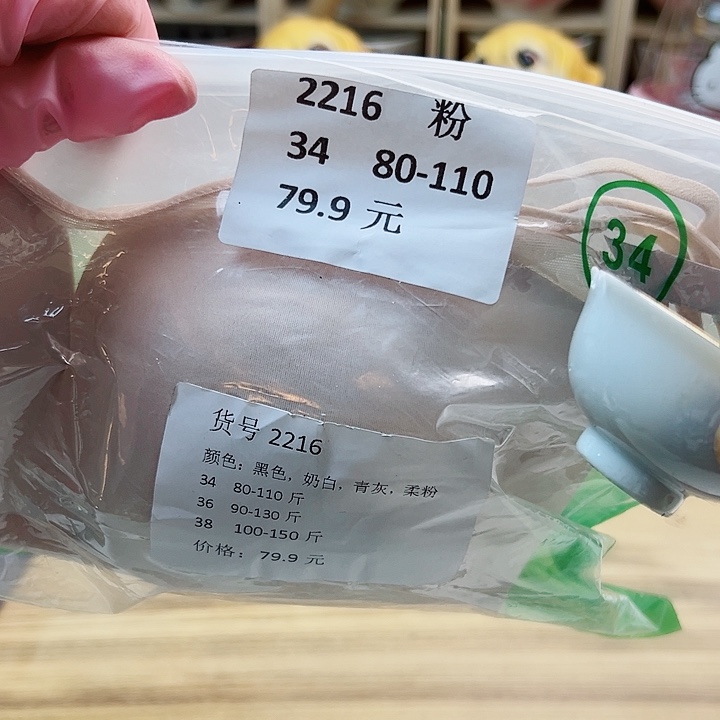 2216 粉
34 80-110
79.9 元
34
货号 2216
颜色：黑色，奶白，青灰，柔粉
34 80-110 斤
36 90-130 斤
38 100-150 斤
价格：79.9 元